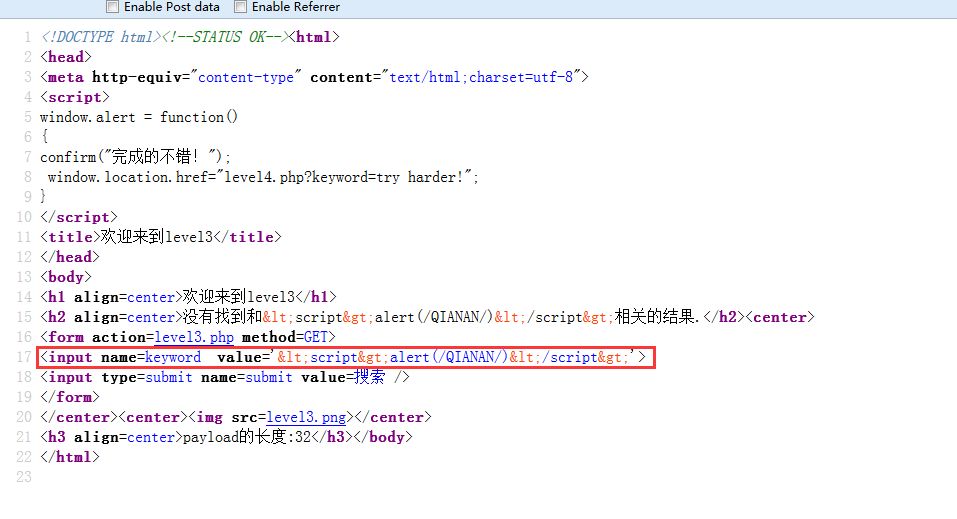 Enable Post data Enable Referrer
1 <!DOCTYPE html><!--STATUS OK--><html>
2 <head>
3 <meta http-equiv="content-type" content="text/html;charset=utf-8">
4 <script>
5 window.alert = function()
6 {
7 confirm("完成的不错！");
8  window.location.href="level4.php?keyword=try harder!";
9 }
10 </script>
11 <title>欢迎来到level3</title>
12 </head>
13 <body>
14 <h1 align=center>欢迎来到level3</h1>
15 <h2 align=center>没有找到和&lt;script&gt;alert(/QIANAN/)&lt;/script&gt;相关的结果.</h2><center>
16 <form action=level3.php method=GET>
17 <input name=keyword  value='&lt;script&gt;alert(/QIANAN/)&lt;/script&gt;'>
18 <input type=submit name=submit value=搜索 />
19 </form>
20 </center><center><img src=level3.png></center>
21 <h3 align=center>payload的长度:32</h3></body>
22 </html>
23